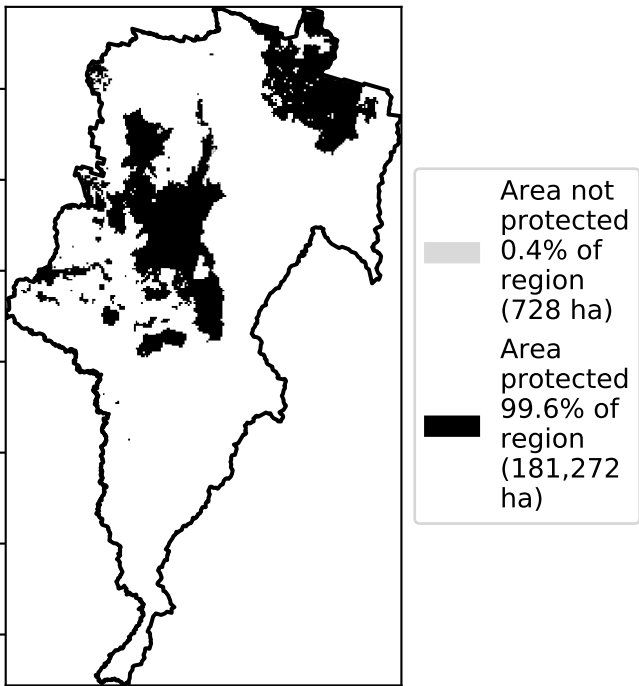 Area not
protected
0.4% of
region
(728 ha)
Area
protected
99.6% of
region
(181,272
ha)